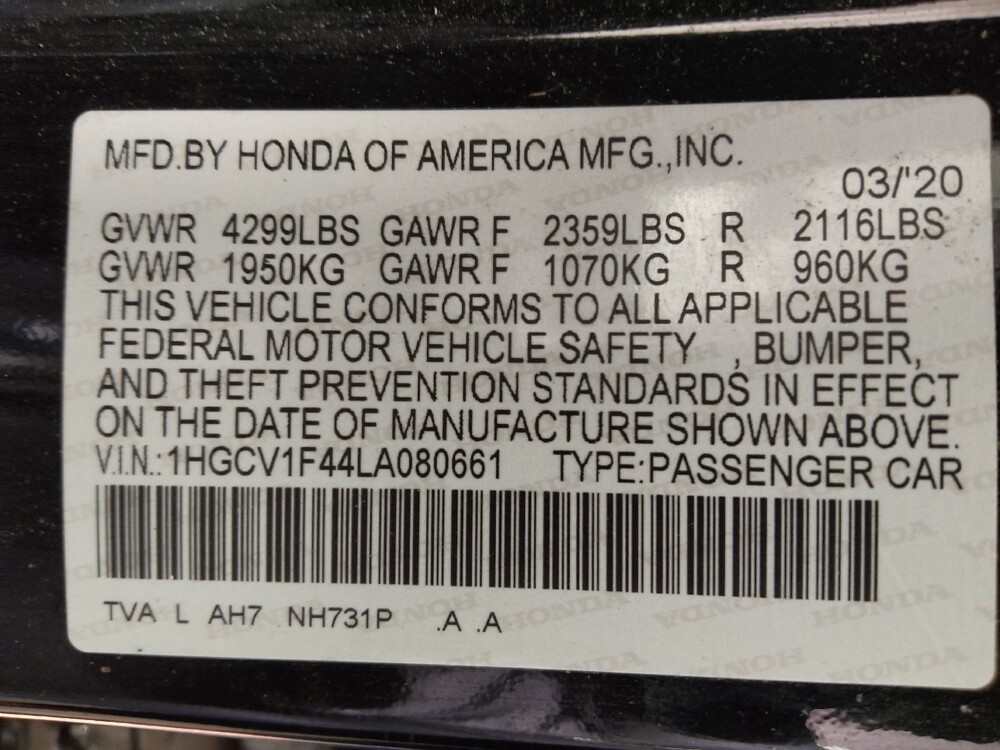 MFD.BY HONDA OF AMERICA MFG.,INC.
03/'20
GVWR 4299LBS GAWR F 2359LBS R 2116LBS
GVWR 1950KG GAWR F 1070KG R 960KG
THIS VEHICLE CONFORMS TO ALL APPLICABLE
FEDERAL MOTOR VEHICLE SAFETY , BUMPER,
AND THEFT PREVENTION STANDARDS IN EFFECT
ON THE DATE OF MANUFACTURE SHOWN ABOVE.
V.I.N.:1HGCV1F44LA080661 TYPE:PASSENGER CAR
TVA L AH7 NH731P .A .A